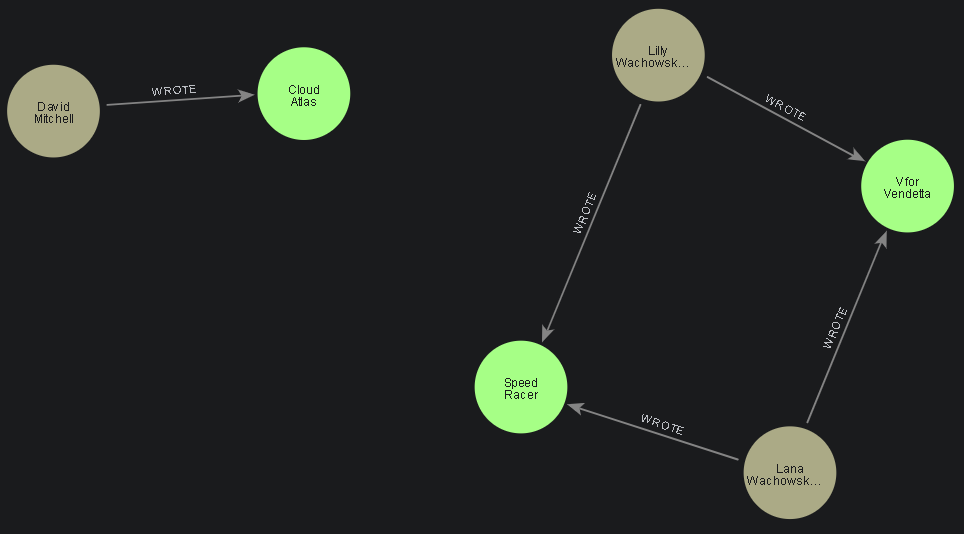 David
Mitchell
WROTE
Cloud
Atlas
Lilly
Wachowsk...
WROTE
WROTE
V for
Vendetta
WROTE
Speed
Racer
WROTE
Lana
Wachowsk...